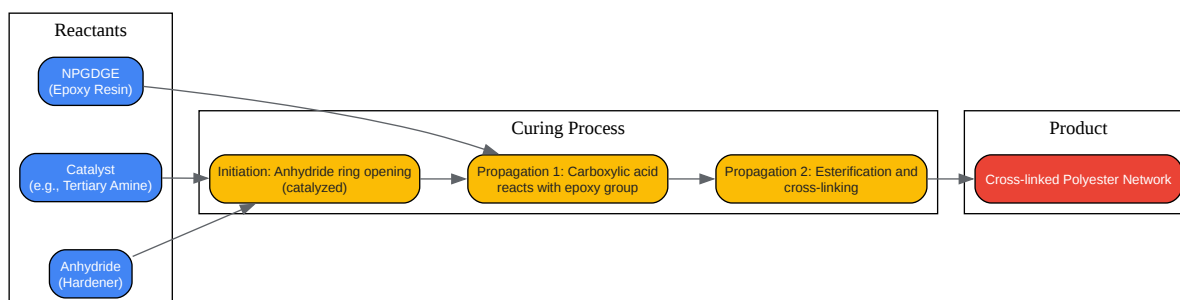 Reactants
NPGDGE
(Epoxy Resin)
Catalyst
(e.g., Tertiary Amine)
Anhydride
(Hardener)
Curing Process
Initiation: Anhydride ring opening
(catalyzed)
Propagation 1: Carboxylic acid
reacts with epoxy group
Propagation 2: Esterification and
cross-linking
Product
Cross-linked Polyester Network